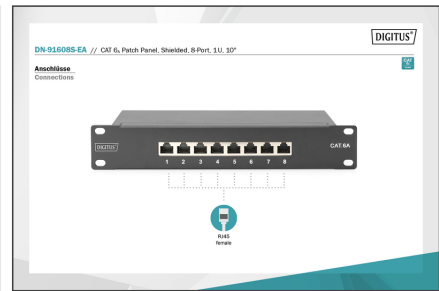 DIGITUS®
DN-91608S-EA // CAT 6A Patch Panel, Shielded, 8-Port, 1U, 10"
Anschlüsse
Connections
DIGITUS
CAT.6A
1 2 3 4 5 6 7 8
RJ45
female